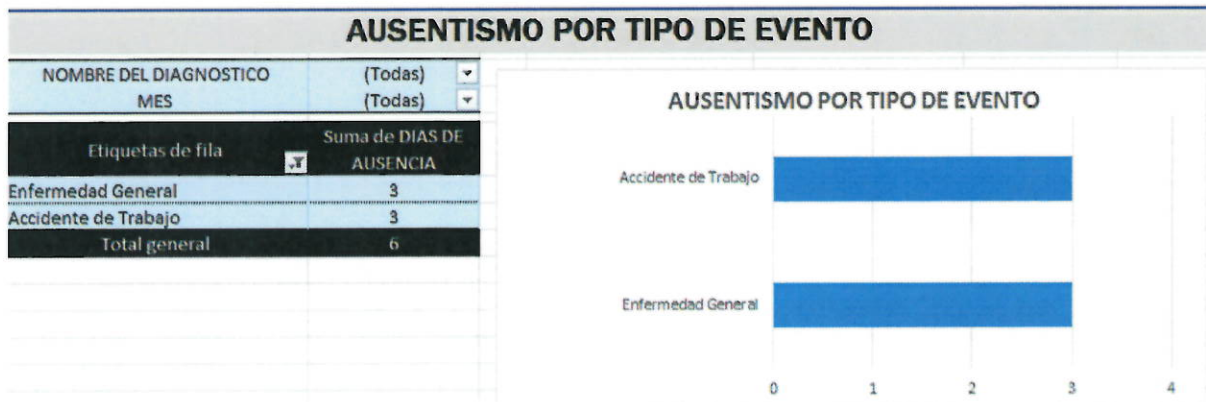 AUSENTISMO POR TIPO DE EVENTO
NOMBRE DEL DIAGNOSTICO (Todas)
MES (Todas)
Etiquetas de fila Suma de DIAS DE AUSENCIA
Enfermedad General 3
Accidente de Trabajo 3
Total general 6
AUSENTISMO POR TIPO DE EVENTO
Accidente de Trabajo
Enfermedad General
0 1 2 3 4